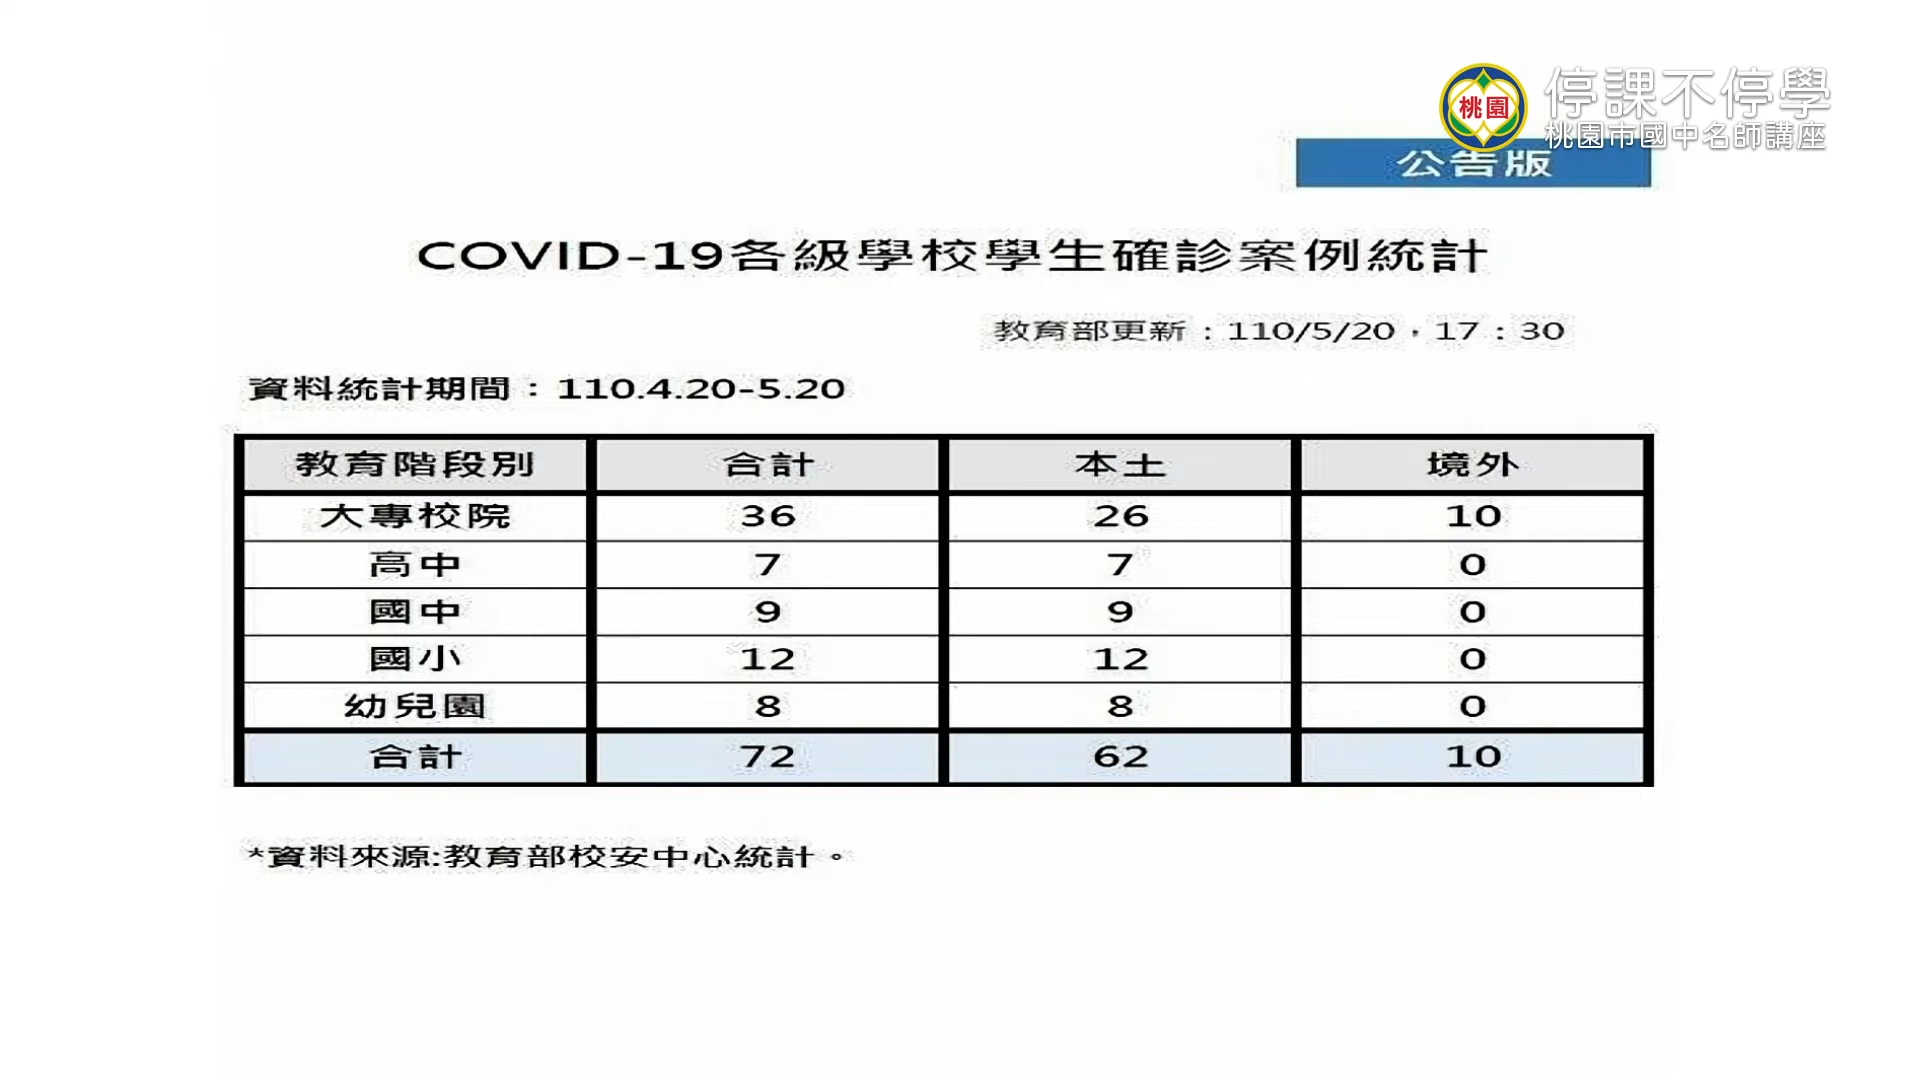 桃園
停課不停學
桃園市國中名師講座
公告版
COVID-19各級學校學生確診案例統計
教育部更新：110/5/20，17：30
資料統計期間：110.4.20-5.20
教育階段別 合計 本土 境外
大專校院 36 26 10
高中 7 7 0
國中 9 9 0
國小 12 12 0
幼兒園 8 8 0
合計 72 62 10
*資料來源:教育部校安中心統計。